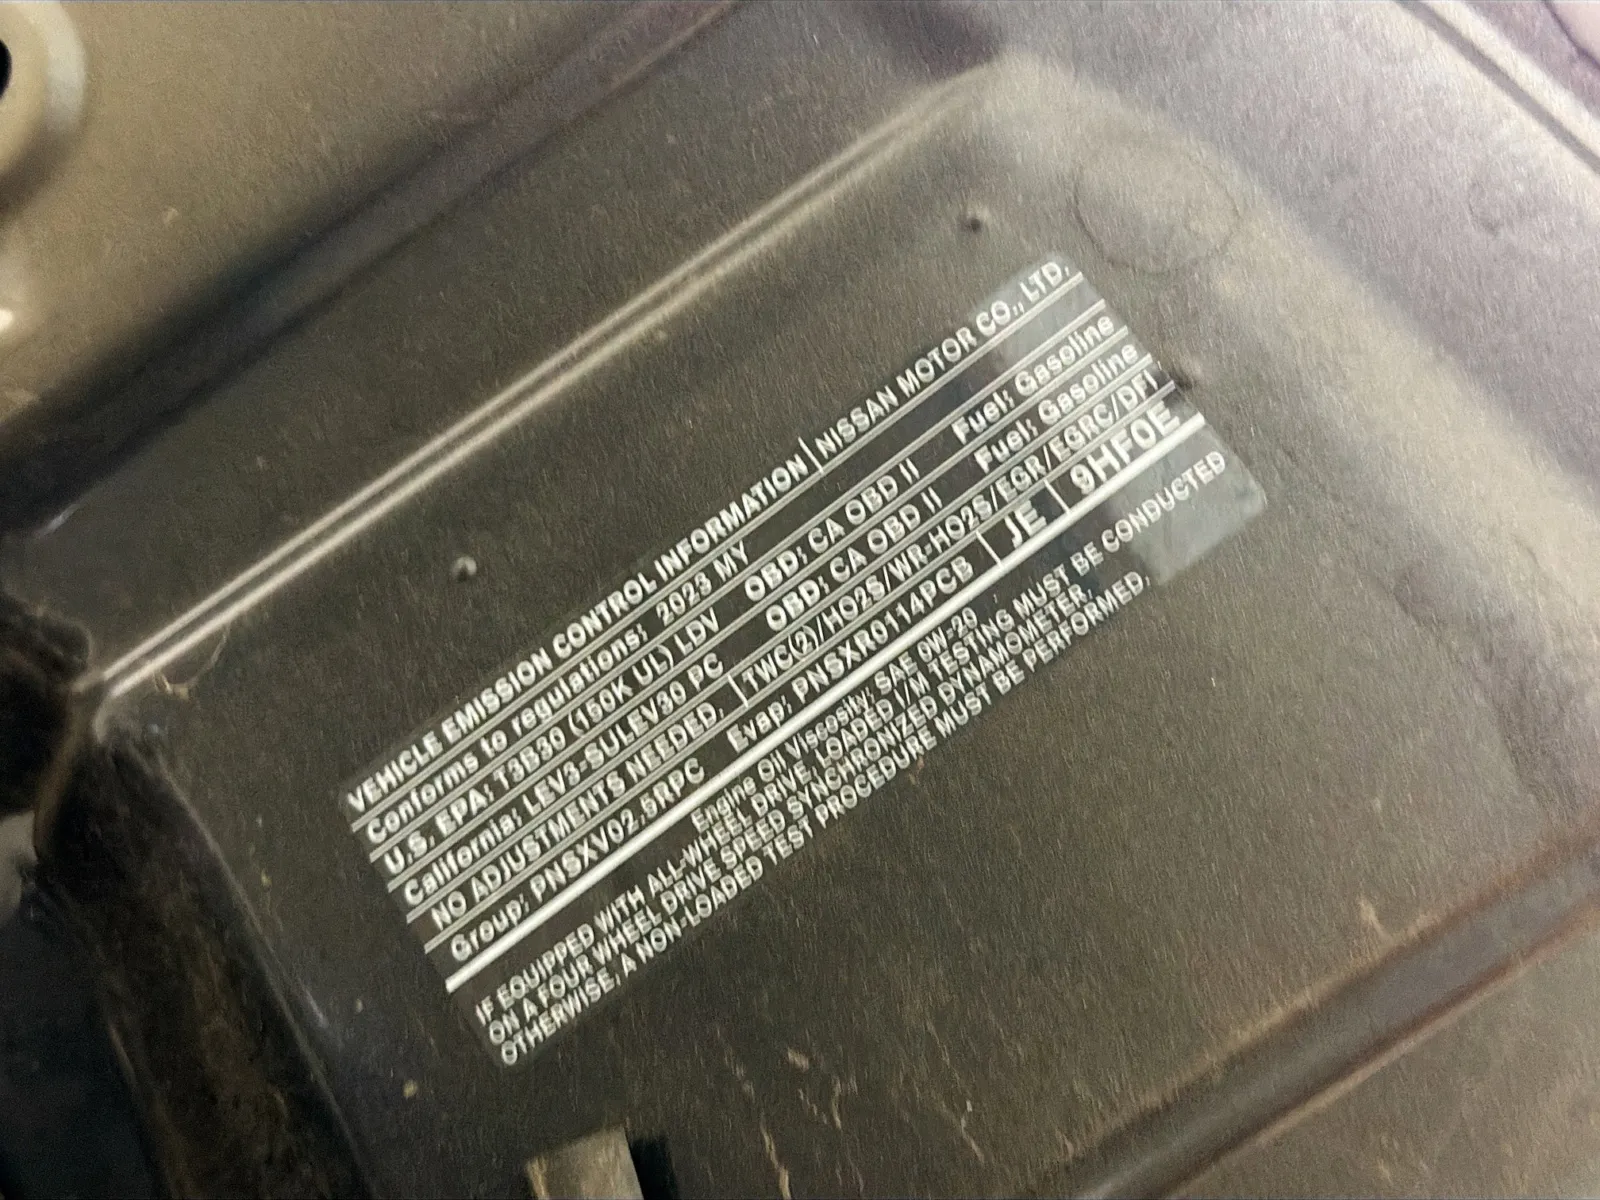 VEHICLE EMISSION CONTROL INFORMATION | NISSAN MOTOR CO., LTD.
Conforms to regulations: 2023 MY
U.S. EPA: T3B30 (150K UL) LDV OBD: CA OBD II Fuel: Gasoline
California: LEV3-SULEV30 PC OBD: CA OBD II Fuel: Gasoline
NO ADJUSTMENTS NEEDED. | TWC(2)/HO2S/WR-HO2S/EGR/EGRC/DFI
Group: PNSXV02.5RPC Evap: PNSXR0114PCB | JE | 9HF0E
Engine Oil Viscosity: SAE 0W-20
IF EQUIPPED WITH ALL-WHEEL DRIVE, LOADED I/M TESTING MUST BE CONDUCTED
ON A FOUR WHEEL DRIVE SPEED SYNCHRONIZED DYNAMOMETER.
OTHERWISE, A NON-LOADED TEST PROCEDURE MUST BE PERFORMED.